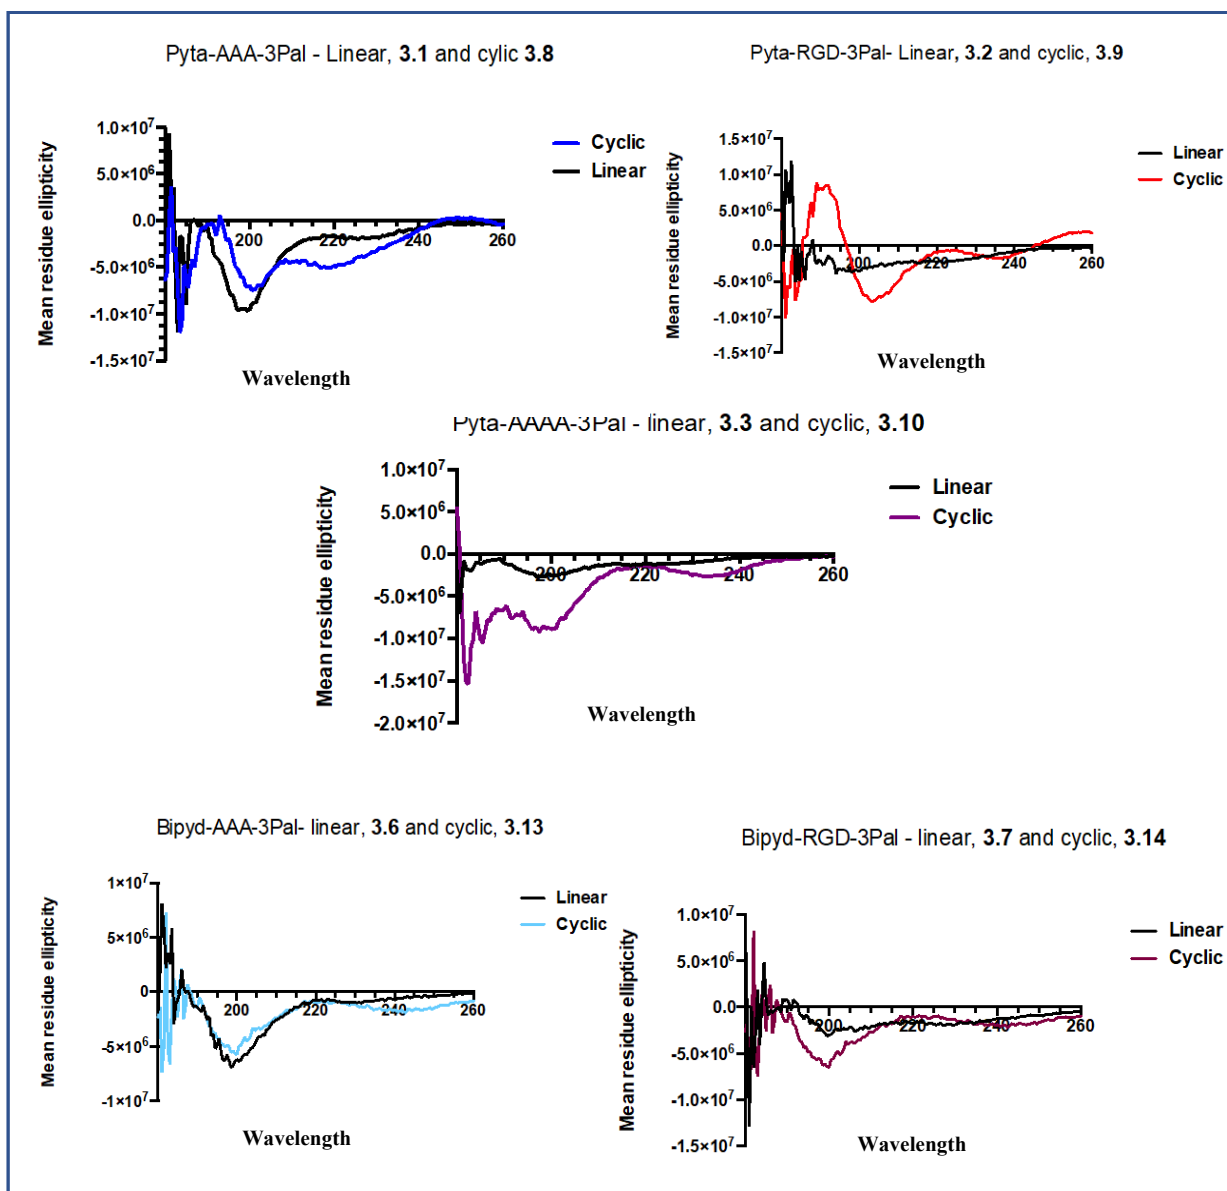 Pyta-AAA-3Pal - Linear, 3.1 and cylic 3.8
Mean residue ellipticity
1.0×10⁷
5.0×10⁶
0.0
-5.0×10⁶
-1.0×10⁷
-1.5×10⁷
200
220
240
260
Cyclic
Linear
Wavelength
Pyta-RGD-3Pal- Linear, 3.2 and cyclic, 3.9
Mean residue ellipticity
1.5×10⁷
1.0×10⁷
5.0×10⁶
0.0
-5.0×10⁶
-1.0×10⁷
-1.5×10⁷
200
220
240
260
Linear
Cyclic
Wavelength
Pyta-AAAA-3Pal - linear, 3.3 and cyclic, 3.10
Mean residue ellipticity
1.0×10⁷
5.0×10⁶
0.0
-5.0×10⁶
-1.0×10⁷
-1.5×10⁷
-2.0×10⁷
200
220
240
260
Linear
Cyclic
Wavelength
Bipyd-AAA-3Pal- linear, 3.6 and cyclic, 3.13
Mean residue ellipticity
1×10⁷
5×10⁶
0
-5×10⁶
-1×10⁷
200
220
240
260
Linear
Cyclic
Wavelength
Bipyd-RGD-3Pal - linear, 3.7 and cyclic, 3.14
Mean residue ellipticity
1.0×10⁷
5.0×10⁶
0.0
-5.0×10⁶
-1.0×10⁷
-1.5×10⁷
200
220
240
260
Linear
Cyclic
Wavelength